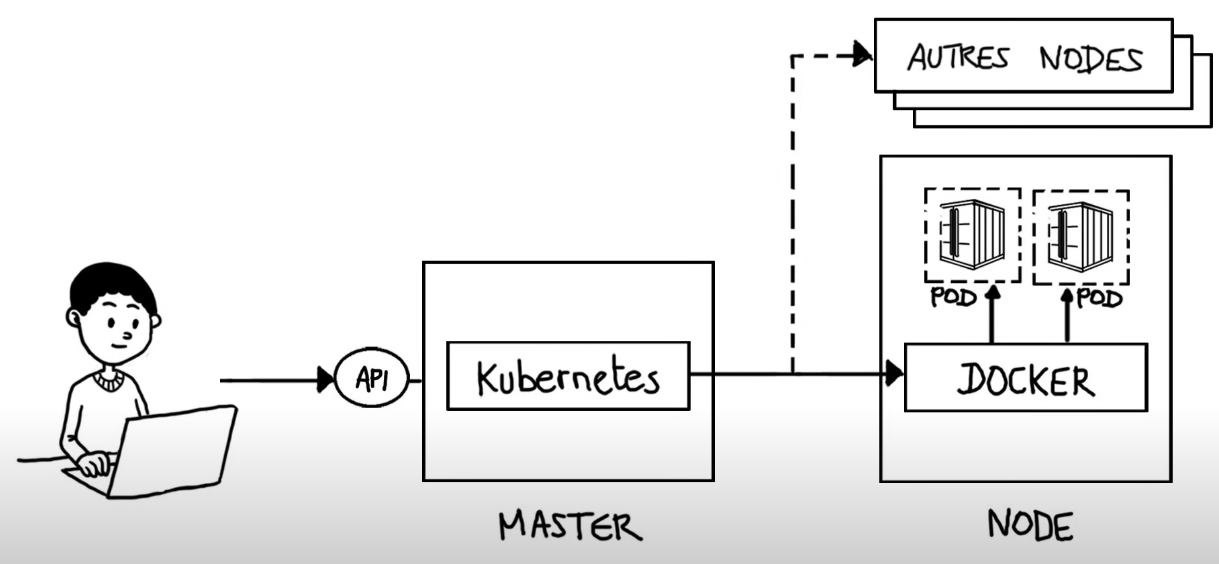 AUTRES NODES
POD
POD
API
Kubernetes
DOCKER
MASTER
NODE